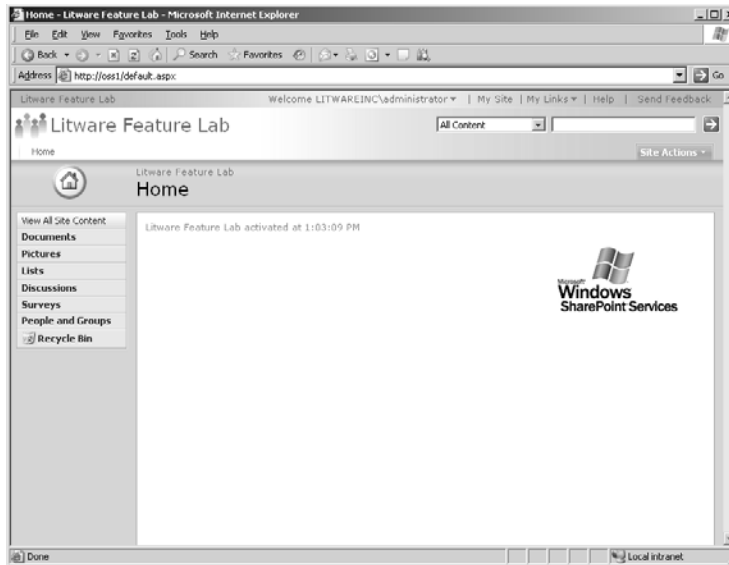 Home - Litware Feature Lab - Microsoft Internet Explorer
File Edit View Favorites Tools Help
Back Search Favorites
Address http://oss1/default.aspx Go
Litware Feature Lab Welcome LITWAREINC\administrator | My Site | My Links | Help | Send Feedback
Litware Feature Lab All Content
Home Site Actions
Litware Feature Lab
Home
View All Site Content
Documents
Pictures
Lists
Discussions
Surveys
People and Groups
Recycle Bin
Litware Feature Lab activated at 1:03:09 PM
Microsoft
Windows
SharePoint Services
Done Local intranet